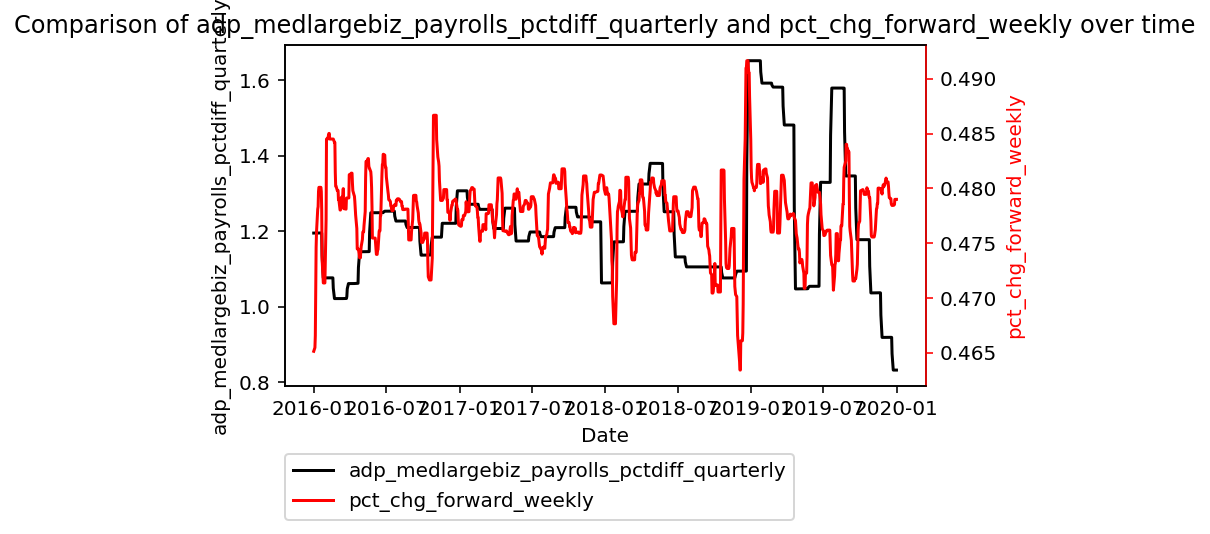 Comparison of adp_medlargebiz_payrolls_pctdiff_quarterly and pct_chg_forward_weekly over time
adp_medlargebiz_payrolls_pctdiff_quarterly
1.6
1.4
1.2
1.0
0.8
0.490
0.485
0.480
0.475
0.470
0.465
pct_chg_forward_weekly
2016-01 2016-07 2017-01 2017-07 2018-01 2018-07 2019-01 2019-07 2020-01
Date
adp_medlargebiz_payrolls_pctdiff_quarterly
pct_chg_forward_weekly